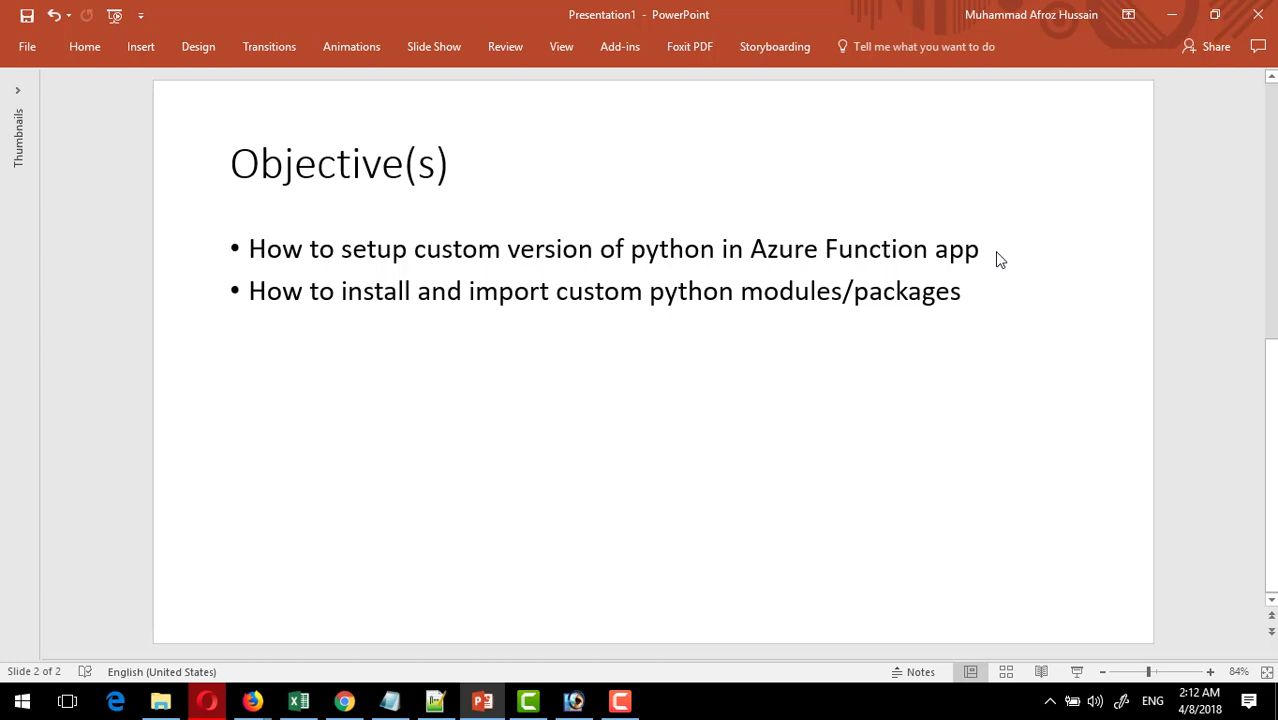 Presentation1 - PowerPoint
Muhammad Afroz Hussain
File Home Insert Design Transitions Animations Slide Show Review View Add-ins Foxit PDF Storyboarding Tell me what you want to do Share
Thumbnails
Objective(s)
• How to setup custom version of python in Azure Function app
• How to install and import custom python modules/packages
Slide 2 of 2 English (United States) Notes 84%
ENG
2:12 AM
4/8/2018